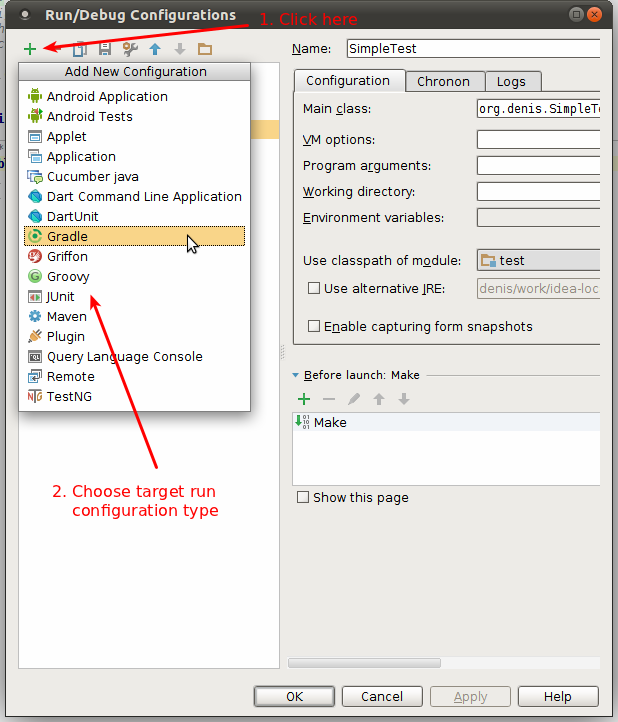 Run/Debug Configurations
1. Click here
Name: SimpleTest
Add New Configuration
Android Application
Android Tests
Applet
Application
Cucumber java
Dart Command Line Application
DartUnit
Gradle
Griffon
Groovy
JUnit
Maven
Plugin
Query Language Console
Remote
TestNG
2. Choose target run
configuration type
Configuration
Chronon
Logs
Main class: org.denis.SimpleTe
VM options:
Program arguments:
Working directory:
Environment variables:
Use classpath of module: test
Use alternative JRE: denis/work/idea-loc
Enable capturing form snapshots
Before launch: Make
Make
Show this page
OK
Cancel
Apply
Help